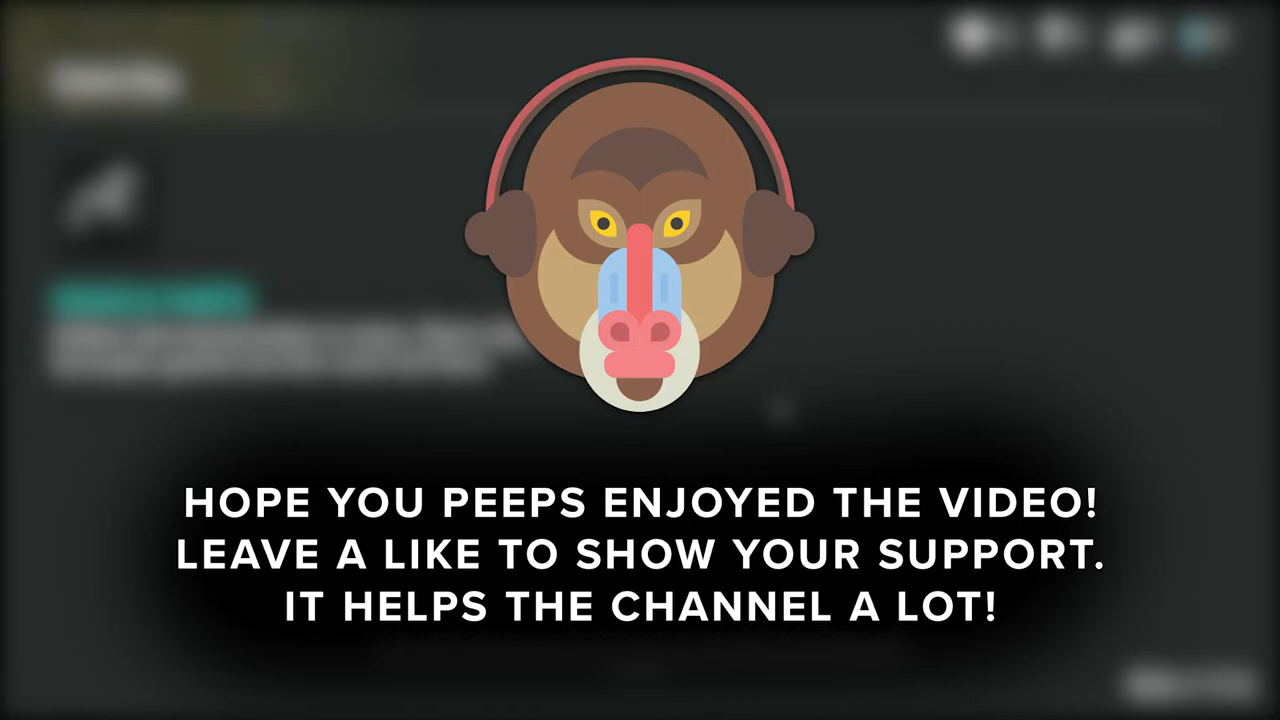 HOPE YOU PEEPS ENJOYED THE VIDEO!
LEAVE A LIKE TO SHOW YOUR SUPPORT.
IT HELPS THE CHANNEL A LOT!